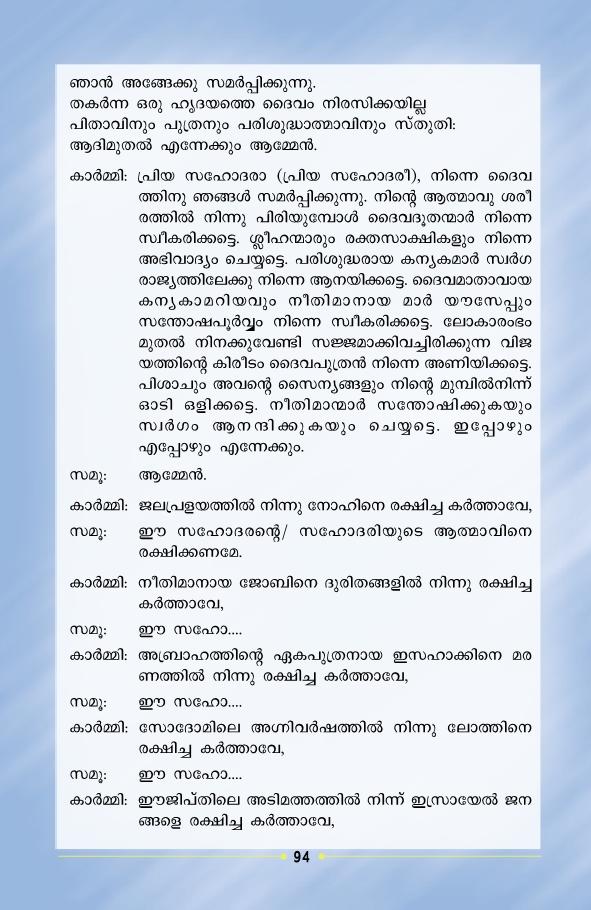 ഞാൻ അങ്ങേക്കു സമർപ്പിക്കുന്നു.
തകർന്ന ഒരു ഹൃദയത്തെ ദൈവം നിരസിക്കയില്ല
പിതാവിനും പുത്രനും പരിശുദ്ധാത്മാവിനും സ്തുതി:
ആദിമുതൽ എന്നേക്കും ആമ്മേൻ.
കാർമ്മി: പ്രിയ സഹോദരാ (പ്രിയ സഹോദരീ), നിന്നെ ദൈവ
ത്തിനു ഞങ്ങൾ സമർപ്പിക്കുന്നു. നിന്റെ ആത്മാവു ശരീ
രത്തിൽ നിന്നു പിരിയുമ്പോൾ ദൈവദൂതന്മാർ നിന്നെ
സ്വീകരിക്കട്ടെ. ശ്ലീഹന്മാരും രക്തസാക്ഷികളും നിന്നെ
അഭിവാദ്യം ചെയ്യട്ടെ. പരിശുദ്ധരായ കന്യകമാർ സ്വർഗ
രാജ്യത്തിലേക്കു നിന്നെ ആനയിക്കട്ടെ. ദൈവമാതാവായ
കന്യകാമറിയവും നീതിമാനായ മാർ യൗസേപ്പും
സന്തോഷപൂർവ്വം നിന്നെ സ്വീകരിക്കട്ടെ. ലോകാരംഭം
മുതൽ നിനക്കുവേണ്ടി സജ്ജമാക്കിവച്ചിരിക്കുന്ന വിജ
യത്തിന്റെ കിരീടം ദൈവപുത്രൻ നിന്നെ അണിയിക്കട്ടെ.
പിശാചും അവന്റെ സൈന്യങ്ങളും നിന്റെ മുമ്പിൽനിന്ന്
ഓടി ഒളിക്കട്ടെ. നീതിമാന്മാർ സന്തോഷിക്കുകയും
സ്വർഗം ആനന്ദിക്കുകയും ചെയ്യട്ടെ. ഇപ്പോഴും
എപ്പോഴും എന്നേക്കും.
സമൂ: ആമ്മേൻ.
കാർമ്മി: ജലപ്രളയത്തിൽ നിന്നു നോഹിനെ രക്ഷിച്ച കർത്താവേ,
സമൂ: ഈ സഹോദരന്റെ/ സഹോദരിയുടെ ആത്മാവിനെ
രക്ഷിക്കണമേ.
കാർമ്മി: നീതിമാനായ ജോബിനെ ദുരിതങ്ങളിൽ നിന്നു രക്ഷിച്ച
കർത്താവേ,
സമൂ: ഈ സഹോ....
കാർമ്മി: അബ്രാഹത്തിന്റെ ഏകപുത്രനായ ഇസഹാക്കിനെ മര
ണത്തിൽ നിന്നു രക്ഷിച്ച കർത്താവേ,
സമൂ: ഈ സഹോ....
കാർമ്മി: സോദോമിലെ അഗ്നിവർഷത്തിൽ നിന്നു ലോത്തിനെ
രക്ഷിച്ച കർത്താവേ,
സമൂ: ഈ സഹോ....
കാർമ്മി: ഈജിപ്തിലെ അടിമത്തത്തിൽ നിന്ന് ഇസ്രായേൽ ജന
ങ്ങളെ രക്ഷിച്ച കർത്താവേ,
94